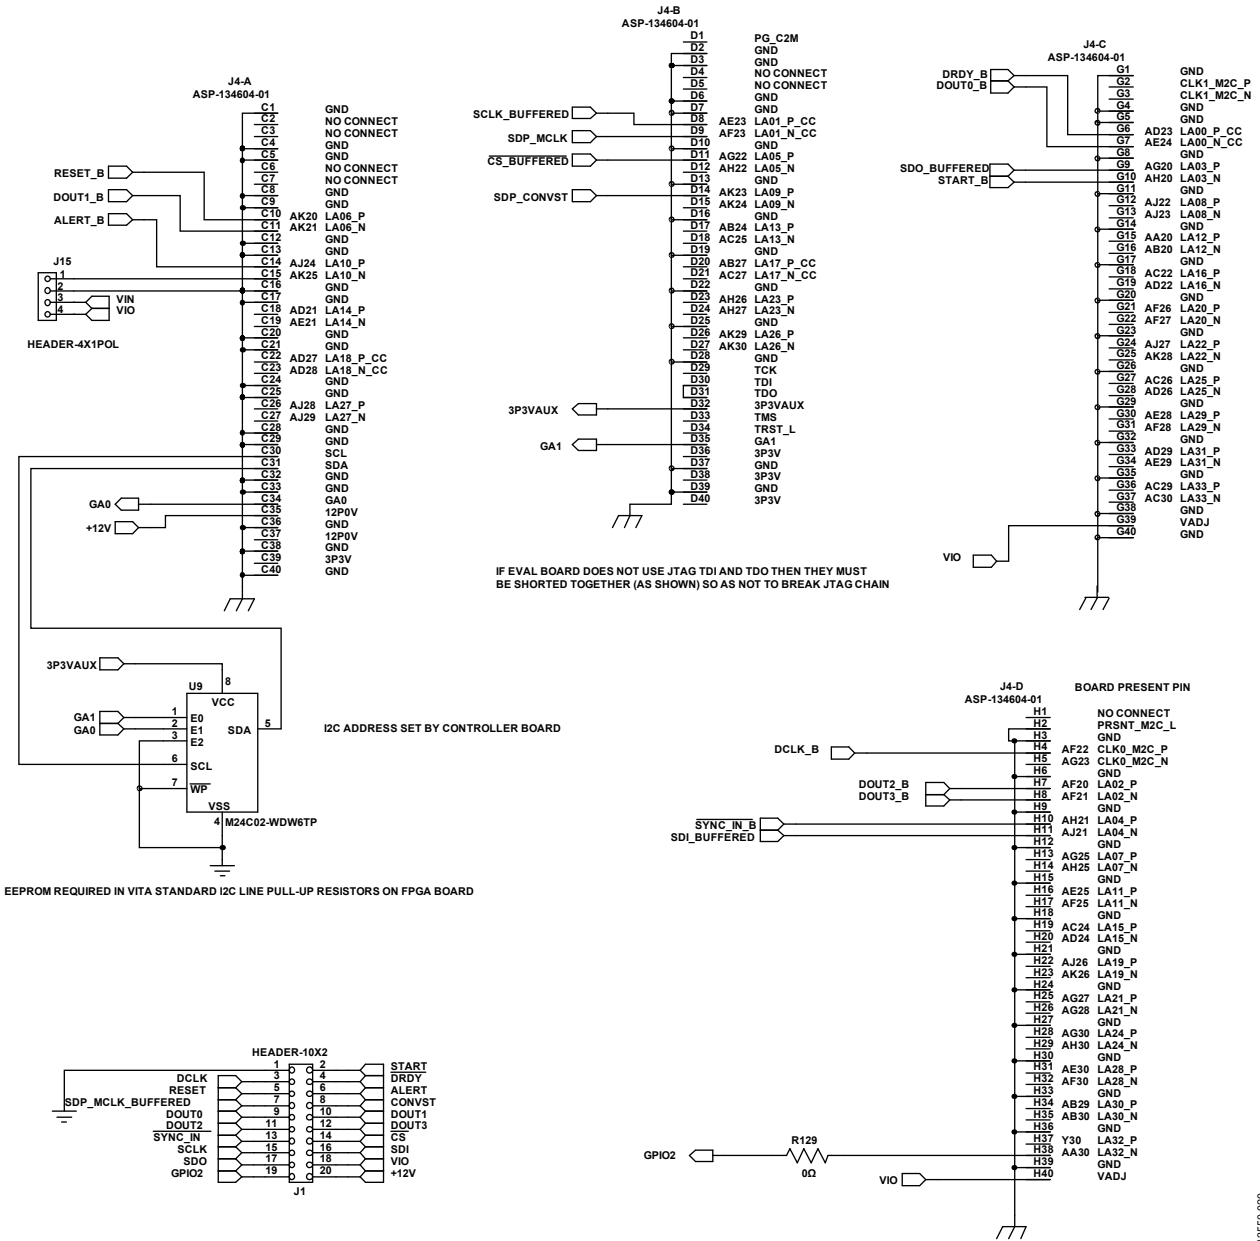 J4-A
ASP-134604-01
C1 GND
C2 NO CONNECT
C3 NO CONNECT
C4 GND
C5 GND
C6 NO CONNECT
C7 NO CONNECT
C8 GND
C9 GND
C10 AK20 LA06_P
C11 AK21 LA06_N
C12 GND
C13 GND
C14 AJ24 LA10_P
C15 AK25 LA10_N
C16 GND
C17 GND
C18 AD21 LA14_P
C19 AE21 LA14_N
C20 GND
C21 GND
C22 AD27 LA18_P_CC
C23 AD28 LA18_N_CC
C24 GND
C25 GND
C26 AJ28 LA27_P
C27 AJ29 LA27_N
C28 GND
C29 GND
C30 SCL
C31 SDA
C32 GND
C33 GND
C34 GA0
C35 12P0V
C36 GND
C37 12P0V
C38 GND
C39 3P3V
C40 GND
RESET_B
DOUT1_B
ALERT_B
J15
1
2
3 VIN
4 VIO
HEADER-4X1POL
GA0
+12V
J4-B
ASP-134604-01
D1 PG_C2M
D2 GND
D3 GND
D4 NO CONNECT
D5 NO CONNECT
D6 GND
D7 GND
D8 AE23 LA01_P_CC
D9 AF23 LA01_N_CC
D10 GND
D11 AG22 LA05_P
D12 AH22 LA05_N
D13 GND
D14 AK23 LA09_P
D15 AK24 LA09_N
D16 GND
D17 AB24 LA13_P
D18 AC25 LA13_N
D19 GND
D20 AB27 LA17_P_CC
D21 AC27 LA17_N_CC
D22 GND
D23 AH26 LA23_P
D24 AH27 LA23_N
D25 GND
D26 AK29 LA26_P
D27 AK30 LA26_N
D28 GND
D29 TCK
D30 TDI
D31 TDO
D32 3P3VAUX
D33 TMS
D34 TRST_L
D35 GA1
D36 3P3V
D37 GND
D38 3P3V
D39 GND
D40 3P3V
SCLK_BUFFERED
SDP_MCLK
CS_BUFFERED
SDP_CONVST
3P3VAUX
GA1
IF EVAL BOARD DOES NOT USE JTAG TDI AND TDO THEN THEY MUST
BE SHORTED TOGETHER (AS SHOWN) SO AS NOT TO BREAK JTAG CHAIN
J4-C
ASP-134604-01
G1 GND
G2 CLK1_M2C_P
G3 CLK1_M2C_N
G4 GND
G5 GND
G6 AD23 LA00_P_CC
G7 AE24 LA00_N_CC
G8 GND
G9 AG20 LA03_P
G10 AH20 LA03_N
G11 GND
G12 AJ22 LA08_P
G13 AJ23 LA08_N
G14 GND
G15 AA20 LA12_P
G16 AB20 LA12_N
G17 GND
G18 AC22 LA16_P
G19 AD22 LA16_N
G20 GND
G21 AF26 LA20_P
G22 AF27 LA20_N
G23 GND
G24 AJ27 LA22_P
G25 AK28 LA22_N
G26 GND
G27 AC26 LA25_P
G28 AD26 LA25_N
G29 GND
G30 AE28 LA29_P
G31 AF28 LA29_N
G32 GND
G33 AD29 LA31_P
G34 AE29 LA31_N
G35 GND
G36 AC29 LA33_P
G37 AC30 LA33_N
G38 GND
G39 VADJ
G40 GND
DRDY_B
DOUT0_B
SDO_BUFFERED
START_B
VIO
3P3VAUX
U9
8
VCC
GA1 1 E0
GA0 2 E1
3 E2
SDA 5
6 SCL
7 WP
VSS
4 M24C02-WDW6TP
I2C ADDRESS SET BY CONTROLLER BOARD
EEPROM REQUIRED IN VITA STANDARD I2C LINE PULL-UP RESISTORS ON FPGA BOARD
J4-D
ASP-134604-01
BOARD PRESENT PIN
H1 NO CONNECT
H2 PRSNT_M2C_L
H3 GND
H4 AF22 CLK0_M2C_P
H5 AG23 CLK0_M2C_N
H6 GND
H7 AF20 LA02_P
H8 AF21 LA02_N
H9 GND
H10 AH21 LA04_P
H11 AJ21 LA04_N
H12 GND
H13 AG25 LA07_P
H14 AH25 LA07_N
H15 GND
H16 AE25 LA11_P
H17 AF25 LA11_N
H18 GND
H19 AC24 LA15_P
H20 AD24 LA15_N
H21 GND
H22 AJ26 LA19_P
H23 AK26 LA19_N
H24 GND
H25 AG27 LA21_P
H26 AG28 LA21_N
H27 GND
H28 AG30 LA24_P
H29 AH30 LA24_N
H30 GND
H31 AE30 LA28_P
H32 AF30 LA28_N
H33 GND
H34 AB29 LA30_P
H35 AB30 LA30_N
H36 GND
H37 Y30 LA32_P
H38 AA30 LA32_N
H39 GND
H40 VADJ
DCLK_B
DOUT2_B
DOUT3_B
SYNC_IN_B
SDI_BUFFERED
GPIO2
R129
0Ω
VIO
HEADER-10X2
1 2 START
DCLK 3 4 DRDY
RESET 5 6 ALERT
SDP_MCLK_BUFFERED 7 8 CONVST
DOUT0 9 10 DOUT1
DOUT2 11 12 DOUT3
SYNC_IN 13 14 CS
SCLK 15 16 SDI
SDO 17 18 VIO
GPIO2 19 20 +12V
J1